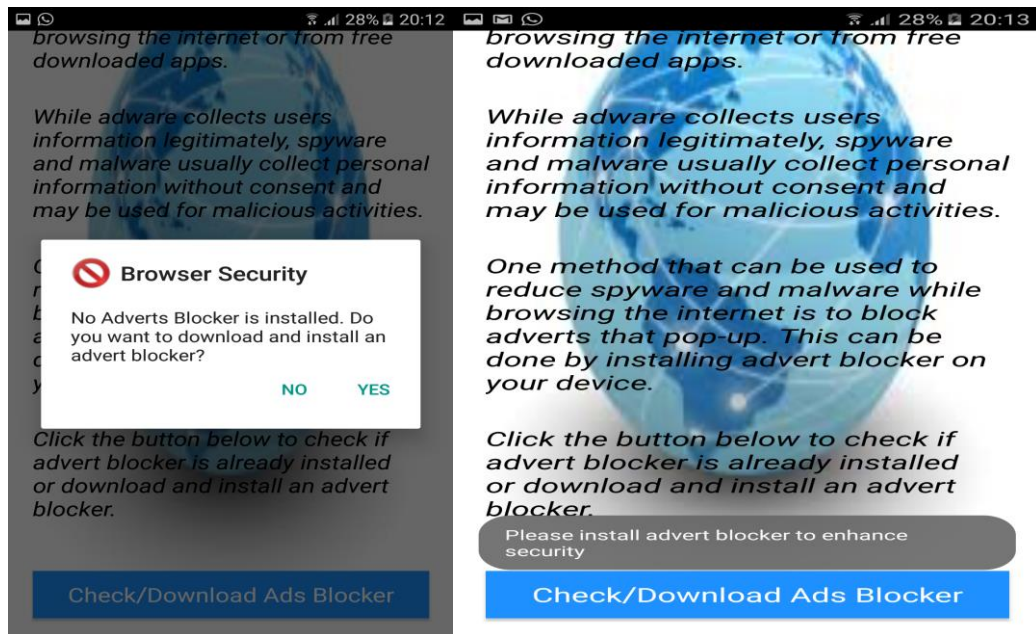 28% 20:12
browsing the internet or from free
downloaded apps.
While adware collects users
information legitimately, spyware
and malware usually collect personal
information without consent and
may be used for malicious activities.
Browser Security
No Adverts Blocker is installed. Do
you want to download and install an
advert blocker?
NO YES
Click the button below to check if
advert blocker is already installed
or download and install an advert
blocker.
Check/Download Ads Blocker
28% 20:13
browsing the internet or from free
downloaded apps.
While adware collects users
information legitimately, spyware
and malware usually collect personal
information without consent and
may be used for malicious activities.
One method that can be used to
reduce spyware and malware while
browsing the internet is to block
adverts that pop-up. This can be
done by installing advert blocker on
your device.
Click the button below to check if
advert blocker is already installed
or download and install an advert
blocker.
Please install advert blocker to enhance
security
Check/Download Ads Blocker